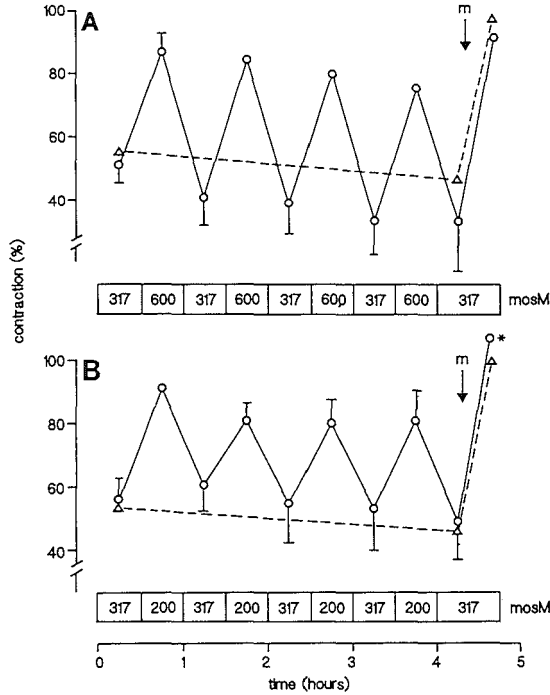 A
100
80
60
40
m
317 600 317 600 317 600 317 600 317 mosM
contraction (%)
B
100
80
60
40
m
*
317 200 317 200 317 200 317 200 317 mosM
0 1 2 3 4 5
time (hours)